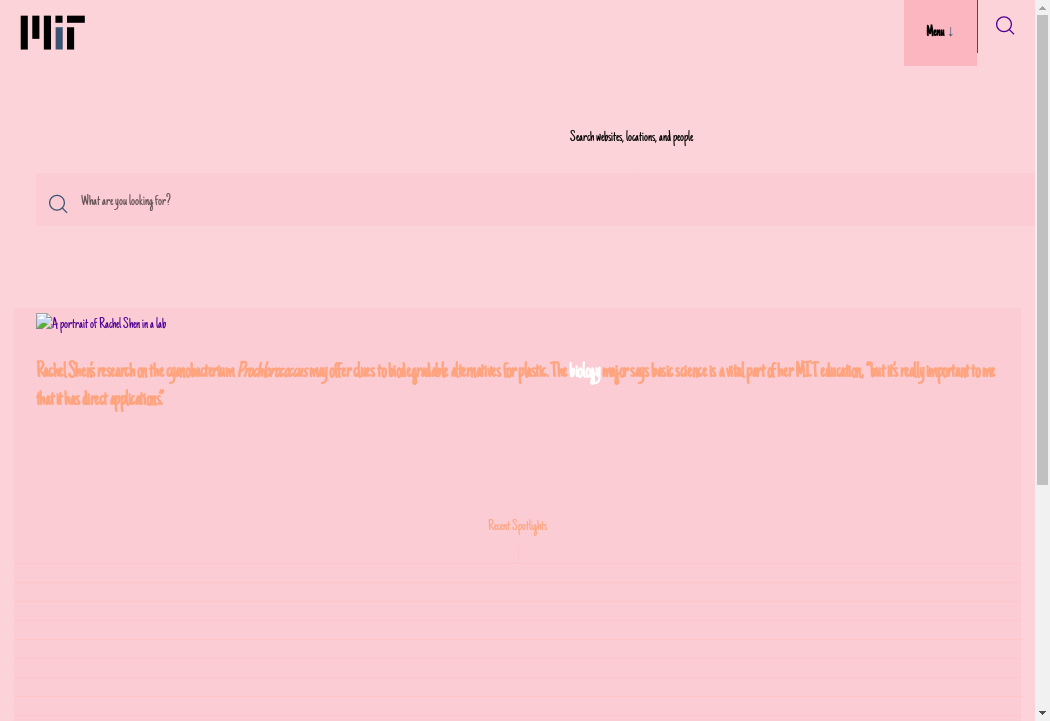 MIT
Menu ↓
Search websites, locations, and people
What are you looking for?
A portrait of Rachel Shen in a lab
Rachel Shen's research on the cyanobacterium Prochlorococcus may offer clues to biodegradable alternatives for plastic. The biology major says basic science is a vital part of her MIT education, "but it's really important to me
that it has direct applications."
Recent Spotlights